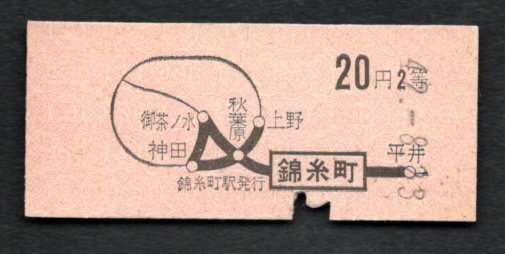 20円2等
御茶ノ水
秋葉原
上野
神田
平井
錦糸町
錦糸町駅発行